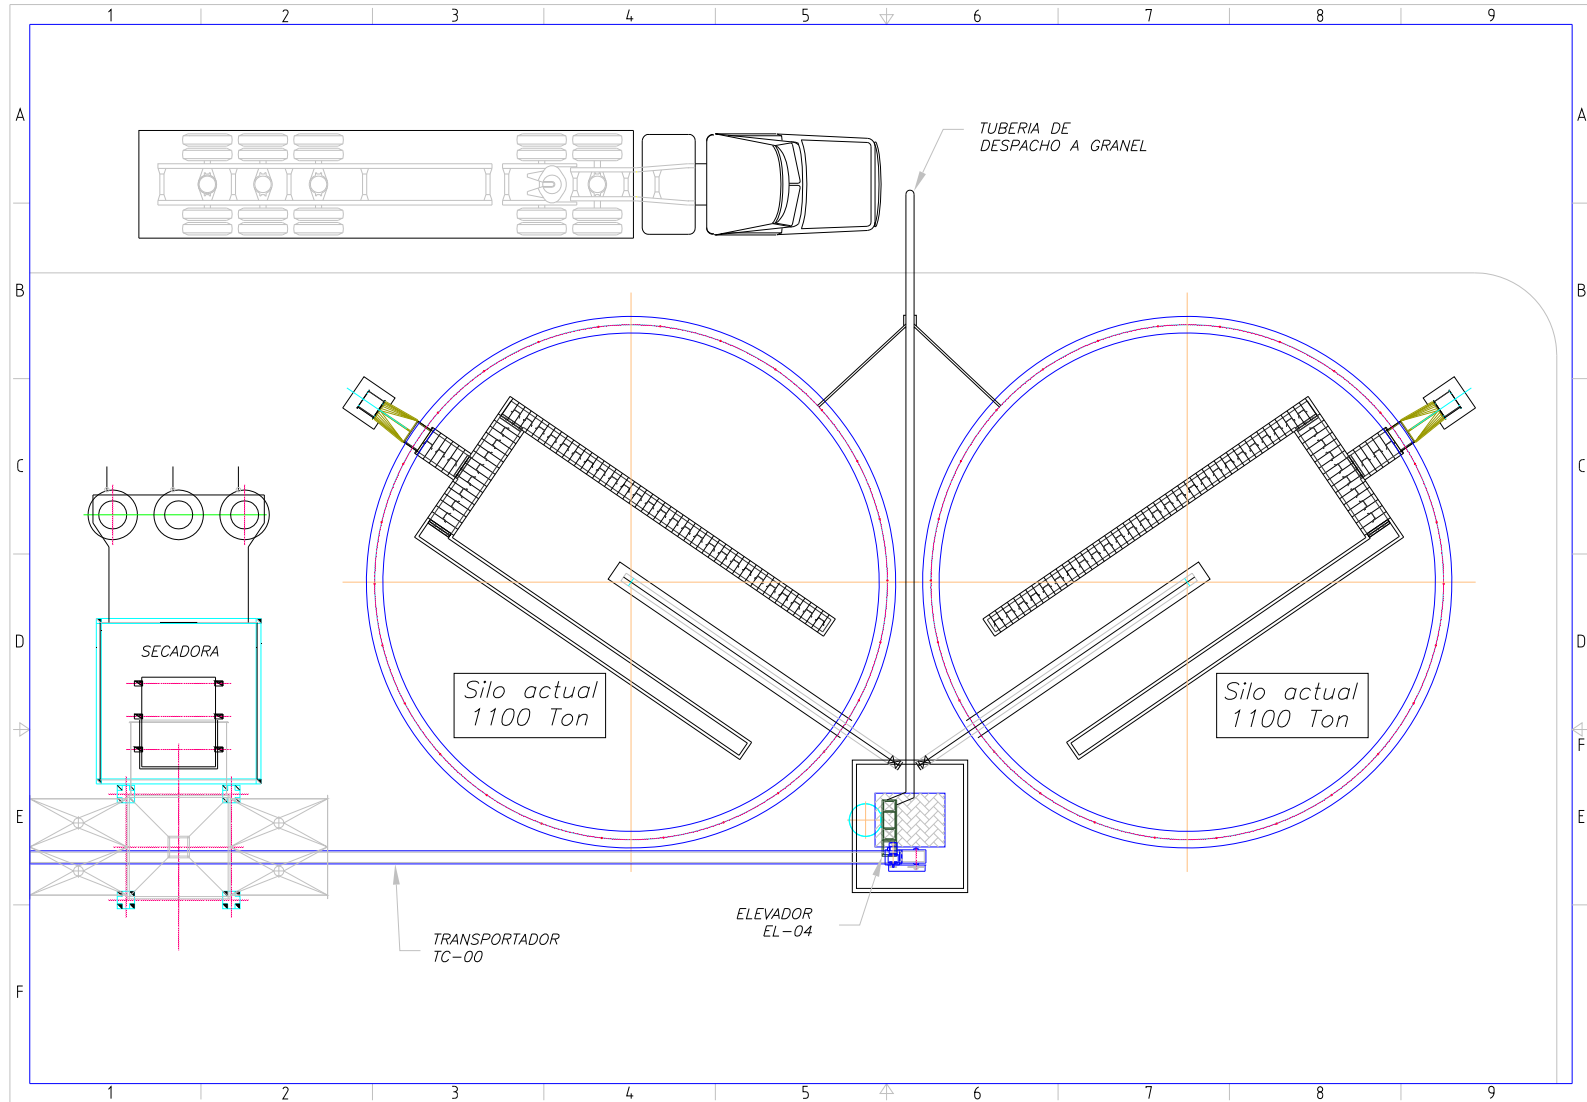 1 2 3 4 5 6 7 8 9
A A
TUBERIA DE
DESPACHO A GRANEL
B B
C C
D D
SECADORA
Silo actual
1100 Ton
Silo actual
1100 Ton
F
E E
ELEVADOR
EL-04
TRANSPORTADOR
TC-00
F
1 2 3 4 5 6 7 8 9